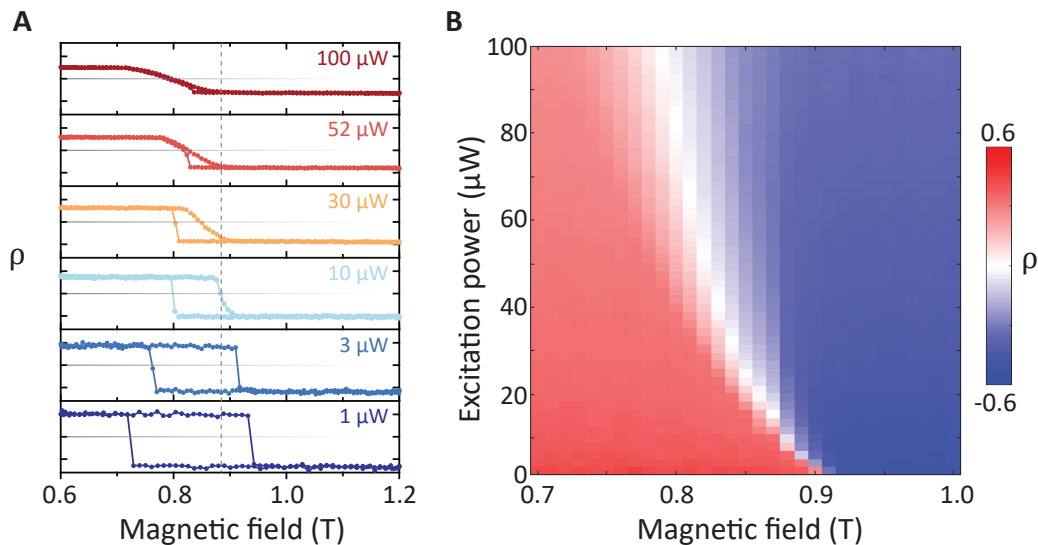 A
100 µW
52 µW
30 µW
10 µW
3 µW
1 µW
ρ
0.6 0.8 1.0 1.2
Magnetic field (T)
B
100
80
60
40
20
0
Excitation power (µW)
0.7 0.8 0.9 1.0
Magnetic field (T)
0.6
ρ
-0.6